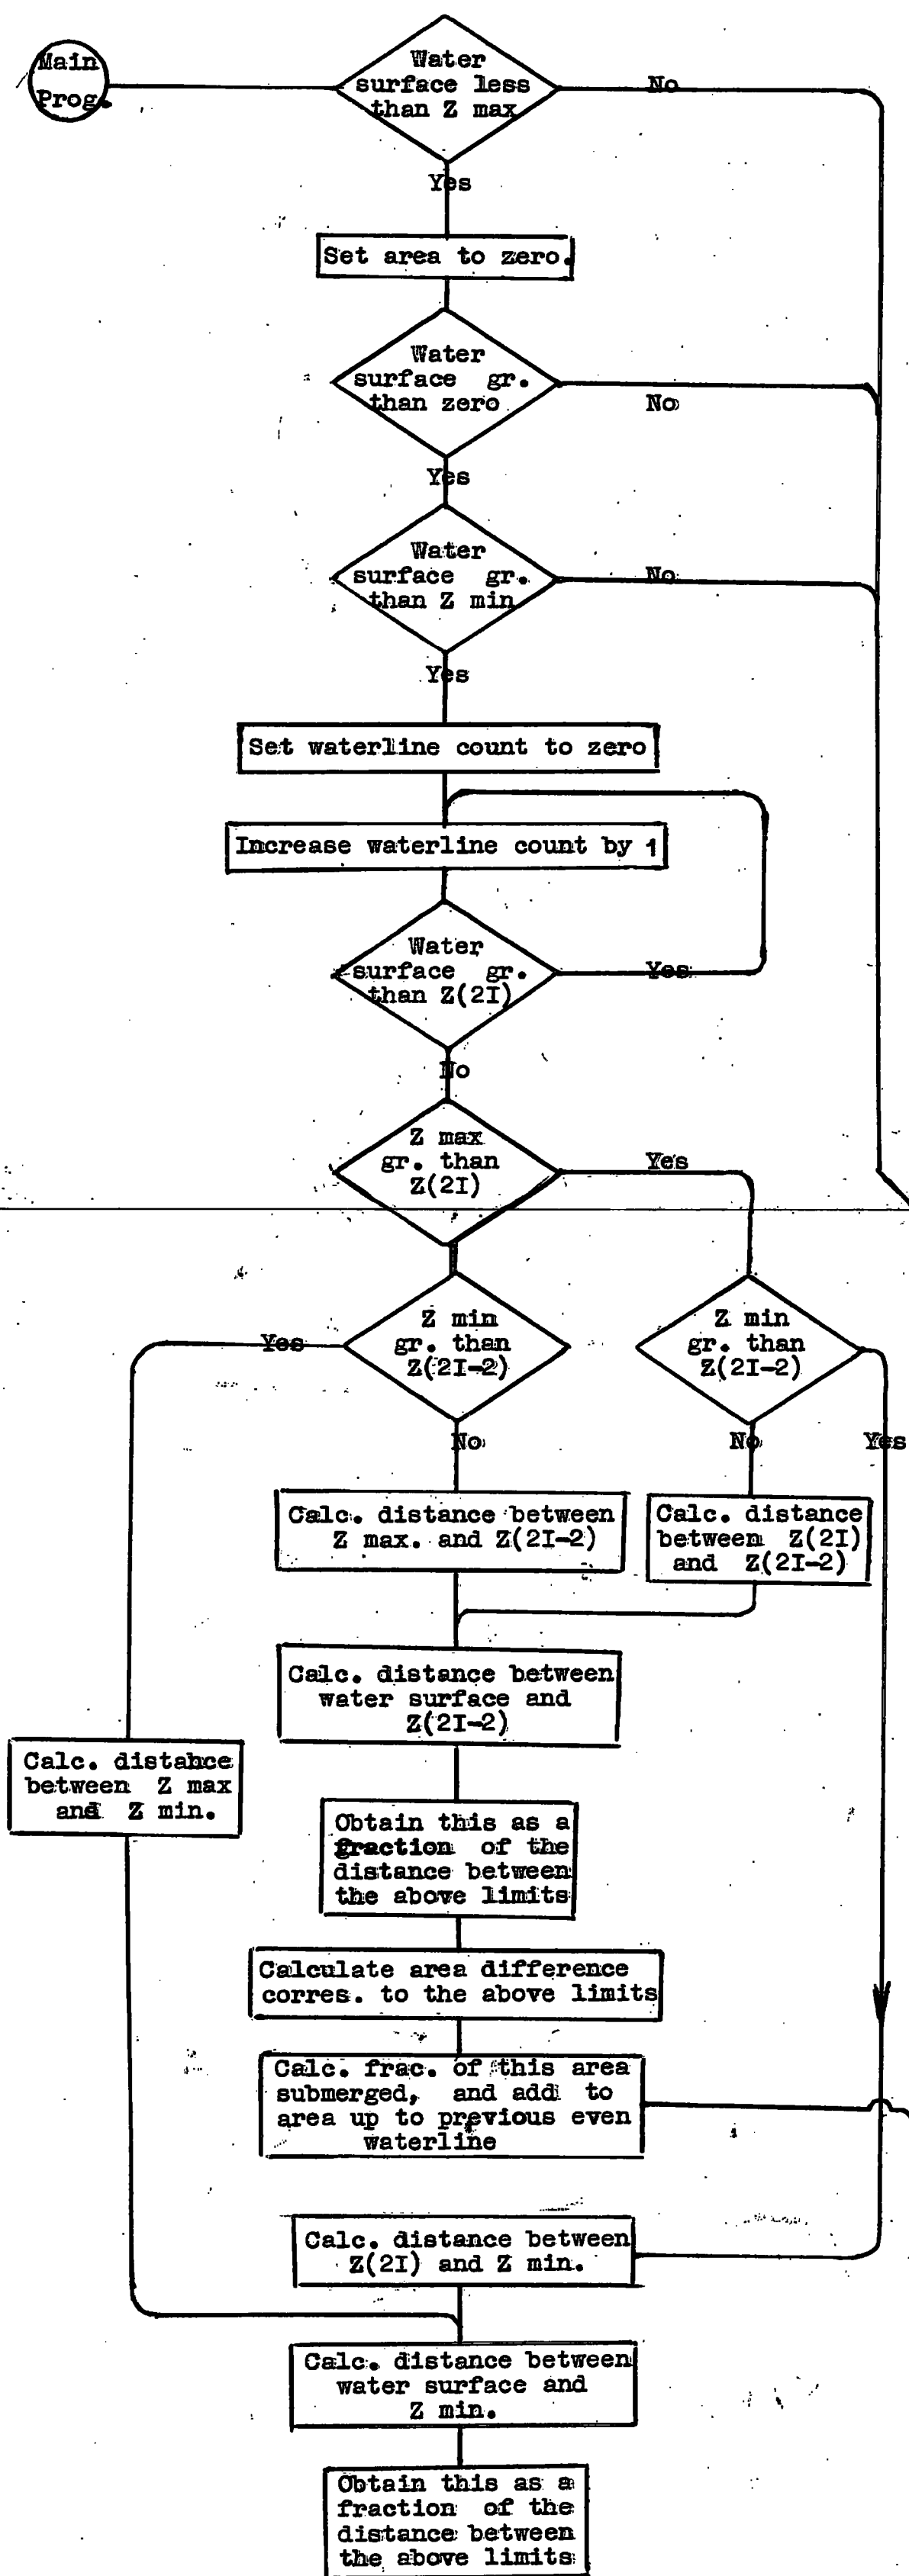 Main
Prog.
Water
surface less
than Z max
No
Yes
Set area to zero.
Water
surface gr.
than zero
No
Yes
Water
surface gr.
than Z min
No
Yes
Set waterline count to zero
Increase waterline count by 1
Water
surface gr.
than Z(2I)
Yes
No
Z max
gr. than
Z(2I)
Yes
Z min
gr. than
Z(2I-2)
Yes
No
Z min
gr. than
Z(2I-2)
No
Yes
Calc. distance between
Z max. and Z(2I-2)
Calc. distance
between Z(2I)
and Z(2I-2)
Calc. distance between
water surface and
Z(2I-2)
Calc. distance
between Z max
and Z min.
Obtain this as a
fraction of the
distance between
the above limits
Calculate area difference
corres. to the above limits
Calc. frac. of this area
submerged, and add to
area up to previous even
waterline
Calc. distance between
Z(2I) and Z min.
Calc. distance between
water surface and
Z min.
Obtain this as a
fraction of the
distance between
the above limits